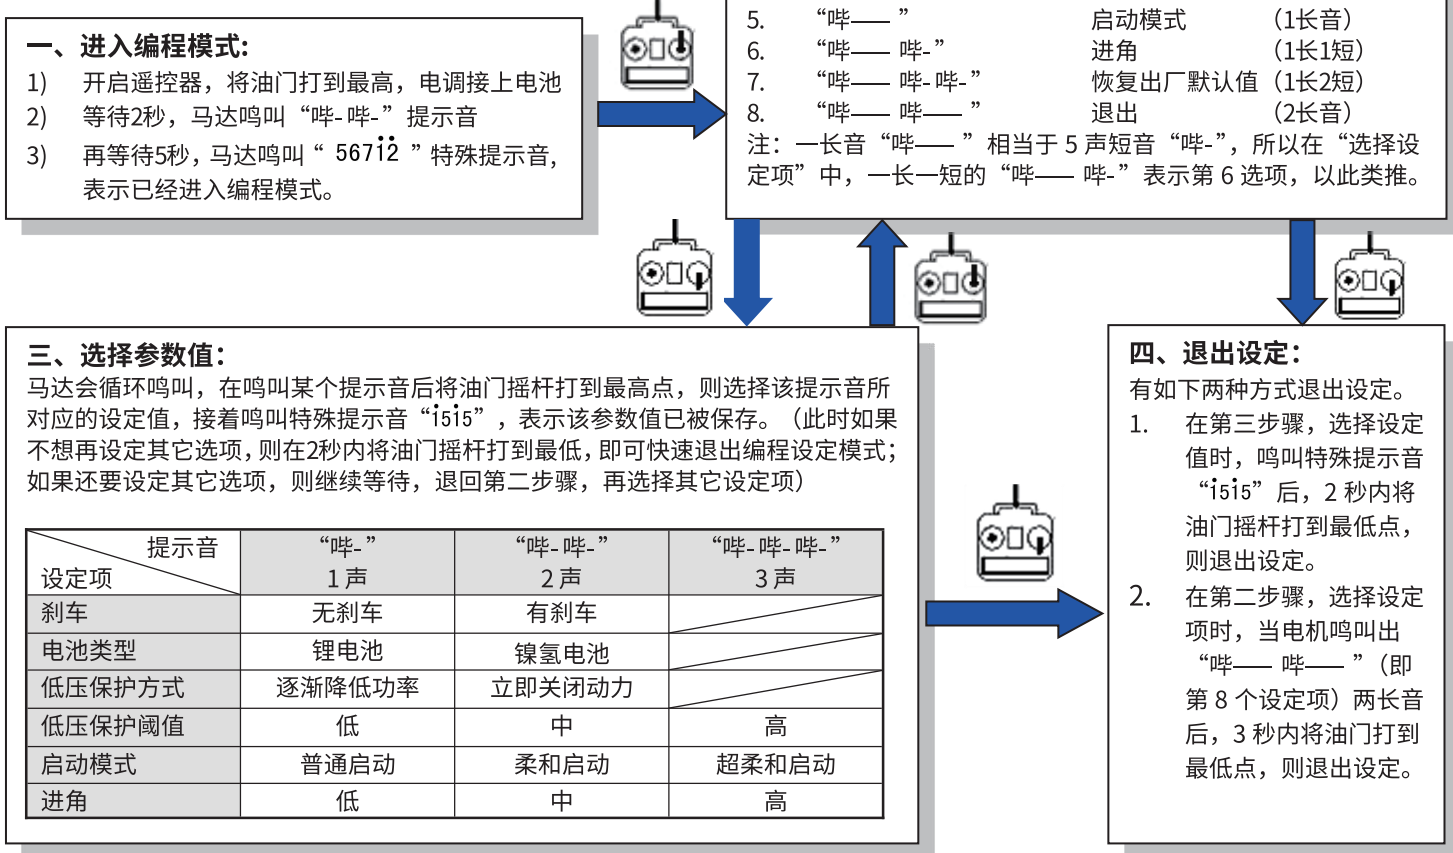 一、进入编程模式:
1) 开启遥控器，将油门打到最高，电调接上电池
2) 等待2秒，马达鸣叫“哔- 哔- ”提示音
3) 再等待5秒，马达鸣叫“ 567i2 ”特殊提示音，
表示已经进入编程模式。
5. “哔—— ” 启动模式 （1长音）
6. “哔—— 哔- ” 进角 （1长1短）
7. “哔—— 哔- 哔- ” 恢复出厂默认值 （1长2短）
8. “哔—— 哔—— ” 退出 （2长音）
注：一长音“哔—— ”相当于 5 声短音“哔-”，所以在“选择设
定项”中，一长一短的“哔—— 哔- ”表示第 6 选项，以此类推。
三、选择参数值：
马达会循环鸣叫，在鸣叫某个提示音后将油门摇杆打到最高点，则选择该提示音所
对应的设定值，接着鸣叫特殊提示音“i5i5”，表示该参数值已被保存。（此时如果
不想再设定其它选项，则在2秒内将油门摇杆打到最低，即可快速退出编程设定模式；
如果还要设定其它选项，则继续等待，退回第二步骤，再选择其它设定项）
提示音 “哔- ” “哔- 哔- ” “哔- 哔- 哔- ”
设定项 1 声 2 声 3 声
刹车 无刹车 有刹车
电池类型 锂电池 镍氢电池
低压保护方式 逐渐降低功率 立即关闭动力
低压保护阈值 低 中 高
启动模式 普通启动 柔和启动 超柔和启动
进角 低 中 高
四、退出设定：
有如下两种方式退出设定。
1. 在第三步骤，选择设定
值时，鸣叫特殊提示音
“i5i5”后，2 秒内将
油门摇杆打到最低点，
则退出设定。
2. 在第二步骤，选择设定
项时，当电机鸣叫出
“哔—— 哔—— ”（即
第 8 个设定项）两长音
后，3 秒内将油门打到
最低点，则退出设定。